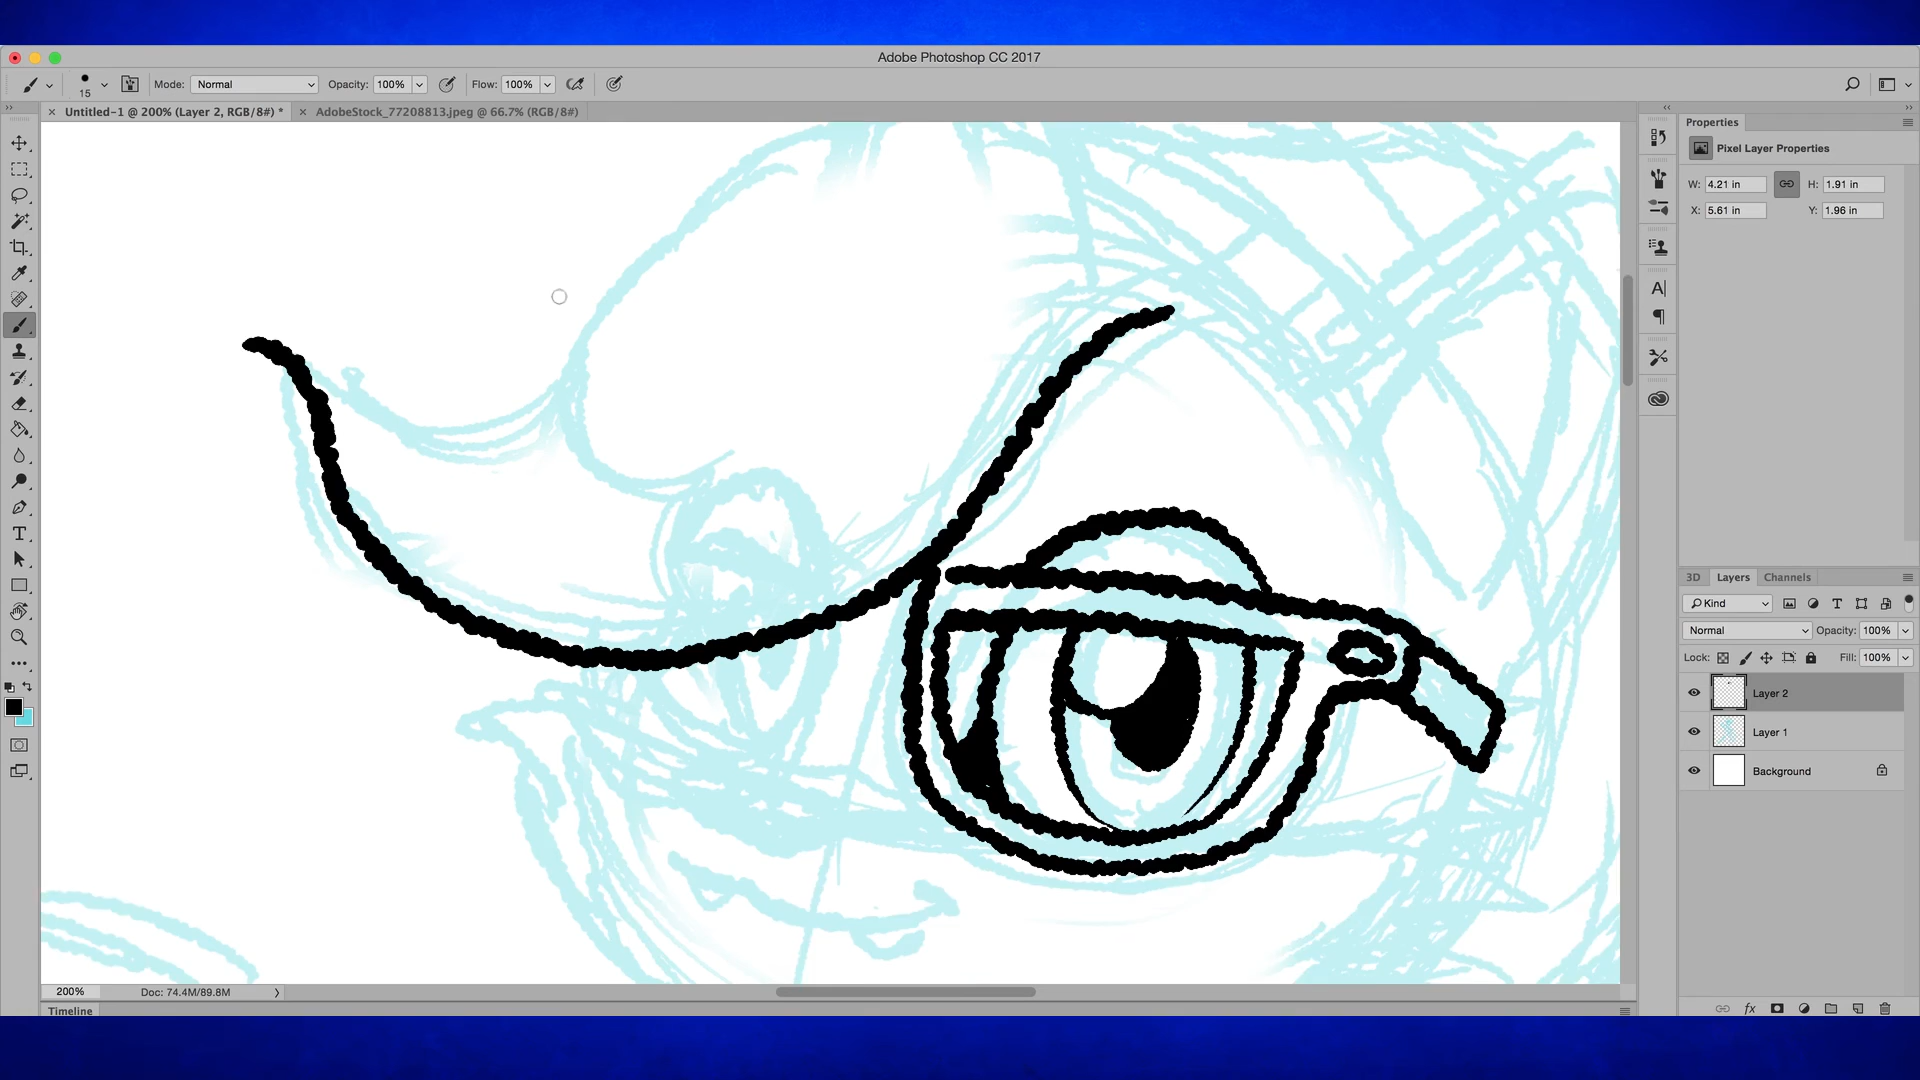 Adobe Photoshop CC 2017
15 Mode: Normal Opacity: 100% Flow: 100%
Untitled-1 @ 200% (Layer 2, RGB/8#) * AdobeStock_77208813.jpeg @ 66.7% (RGB/8#)
Properties
Pixel Layer Properties
W: 4.21 in H: 1.91 in
X: 5.61 in Y: 1.96 in
3D Layers Channels
Kind
Normal Opacity: 100%
Lock: Fill: 100%
Layer 2
Layer 1
Background
200% Doc: 74.4M/89.8M
Timeline